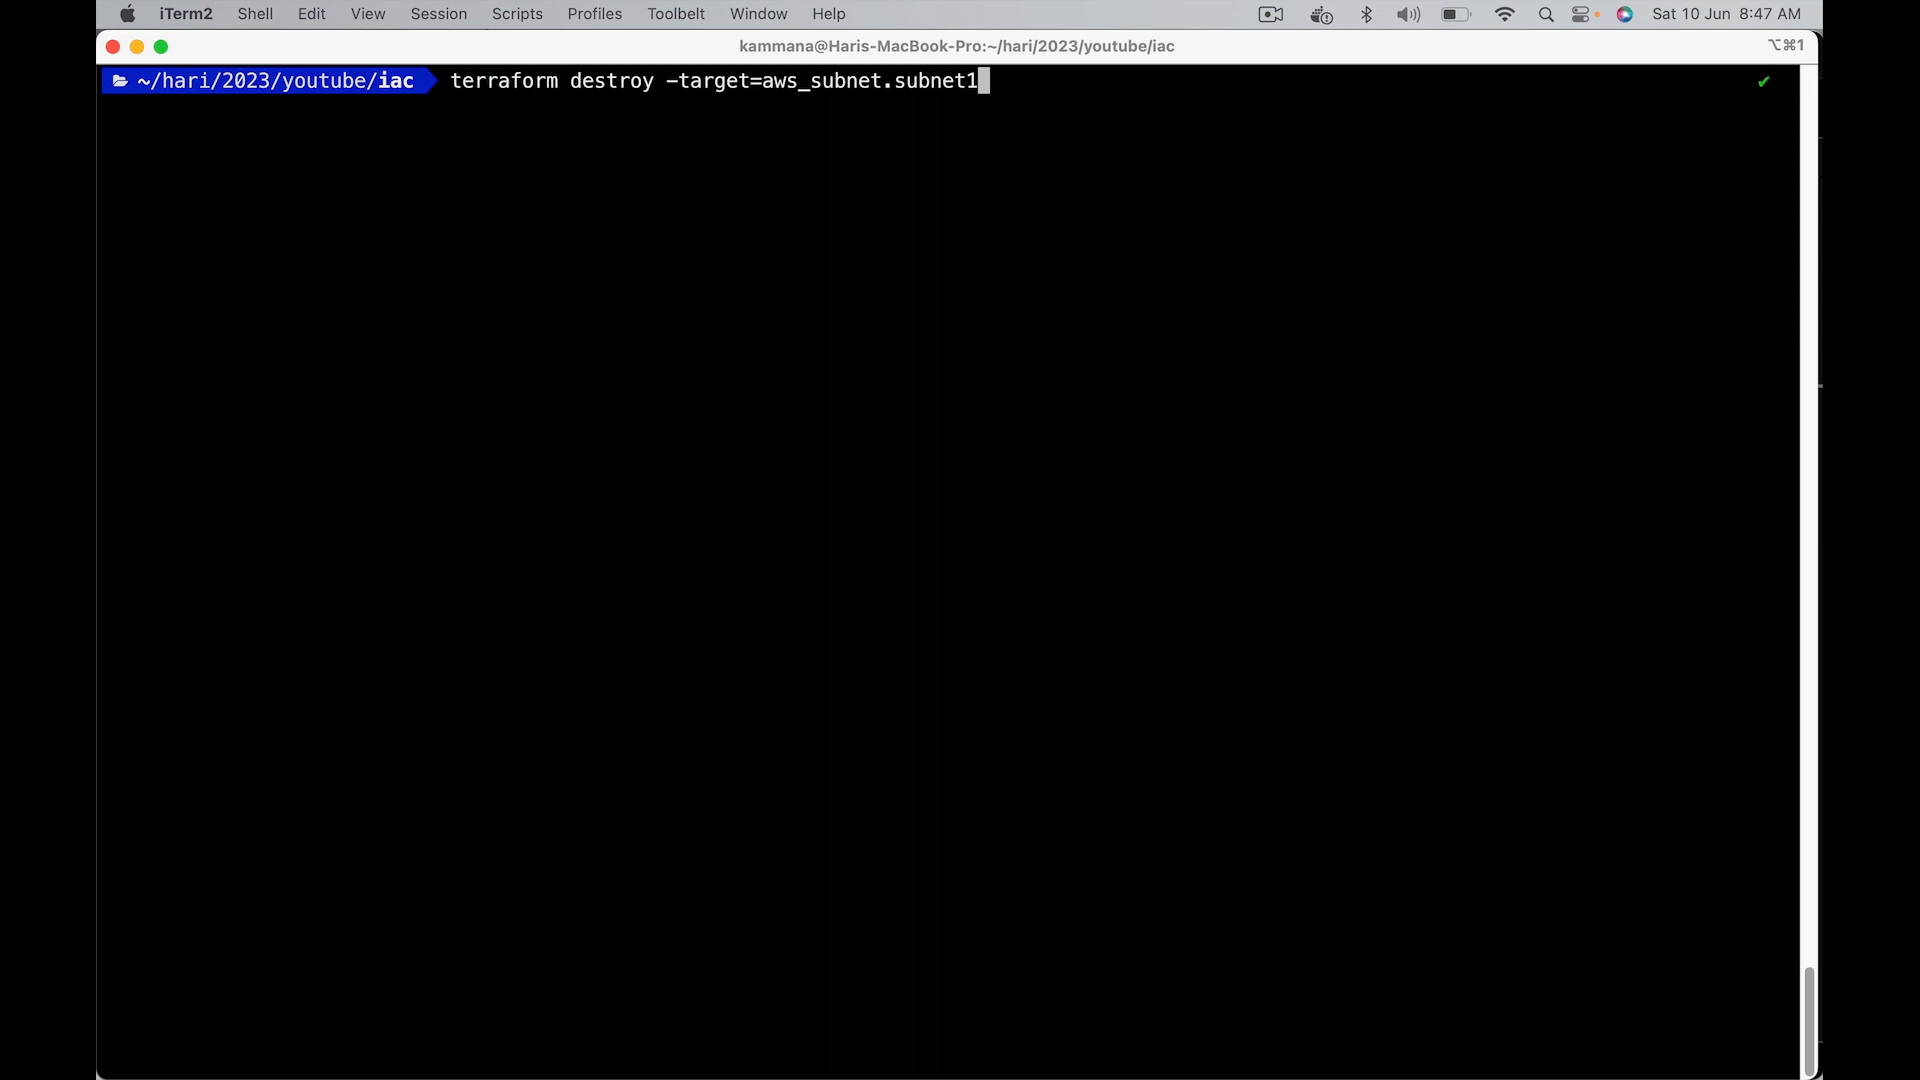 iTerm2 Shell Edit View Session Scripts Profiles Toolbelt Window Help Sat 10 Jun 8:47 AM
kammana@Haris-MacBook-Pro:~/hari/2023/youtube/iac ⌥⌘1
~/hari/2023/youtube/iac terraform destroy -target=aws_subnet.subnet1 ✔